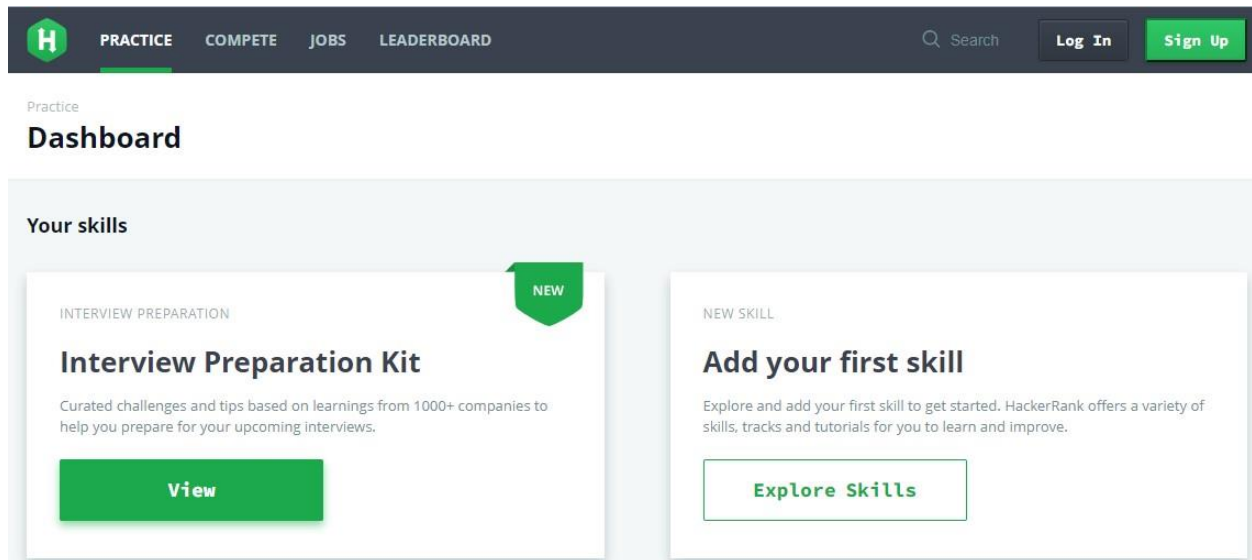 H PRACTICE COMPETE JOBS LEADERBOARD Search Log In Sign Up
Practice
Dashboard
Your skills
NEW
INTERVIEW PREPARATION
Interview Preparation Kit
Curated challenges and tips based on learnings from 1000+ companies to
help you prepare for your upcoming interviews.
View
NEW SKILL
Add your first skill
Explore and add your first skill to get started. HackerRank offers a variety of
skills, tracks and tutorials for you to learn and improve.
Explore Skills